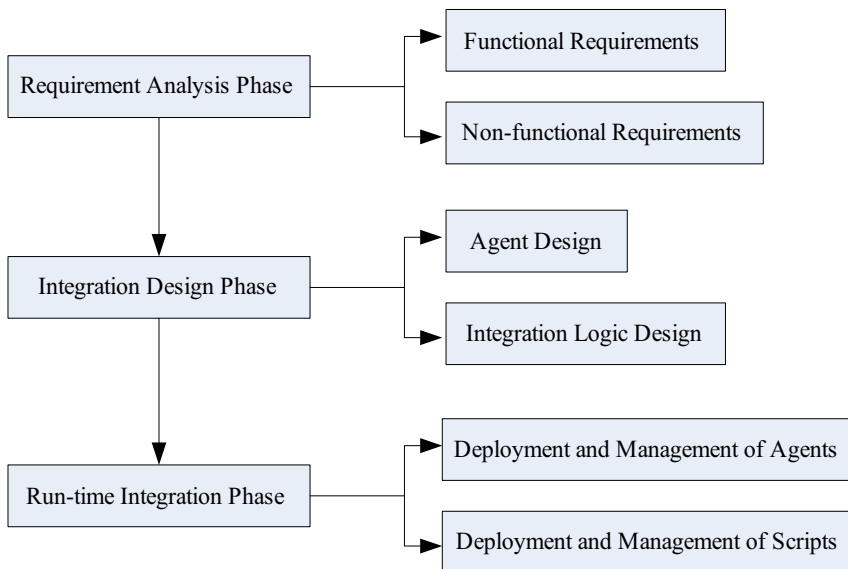 Functional Requirements
Requirement Analysis Phase
Non-functional Requirements
Agent Design
Integration Design Phase
Integration Logic Design
Deployment and Management of Agents
Run-time Integration Phase
Deployment and Management of Scripts